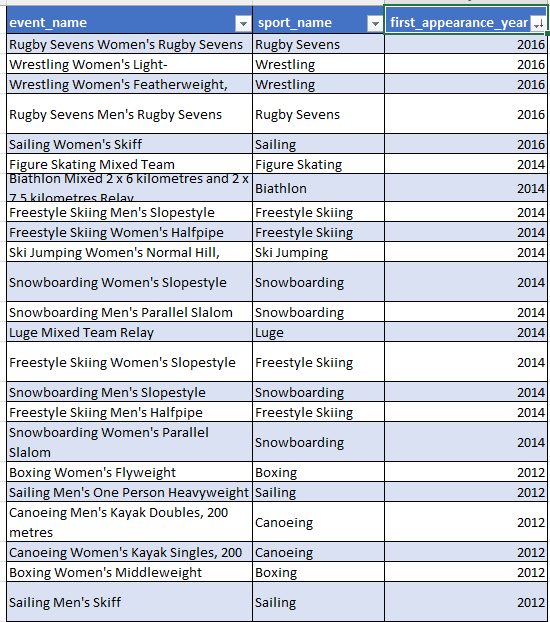 event_name sport_name first_appearance_year
Rugby Sevens Women's Rugby Sevens Rugby Sevens 2016
Wrestling Women's Light- Wrestling 2016
Wrestling Women's Featherweight, Wrestling 2016
Rugby Sevens Men's Rugby Sevens Rugby Sevens 2016
Sailing Women's Skiff Sailing 2016
Figure Skating Mixed Team Figure Skating 2014
Biathlon Mixed 2 x 6 kilometres and 2 x
7.5 kilometres Relay Biathlon 2014
Freestyle Skiing Men's Slopestyle Freestyle Skiing 2014
Freestyle Skiing Women's Halfpipe Freestyle Skiing 2014
Ski Jumping Women's Normal Hill, Ski Jumping 2014
Snowboarding Women's Slopestyle Snowboarding 2014
Snowboarding Men's Parallel Slalom Snowboarding 2014
Luge Mixed Team Relay Luge 2014
Freestyle Skiing Women's Slopestyle Freestyle Skiing 2014
Snowboarding Men's Slopestyle Snowboarding 2014
Freestyle Skiing Men's Halfpipe Freestyle Skiing 2014
Snowboarding Women's Parallel
Slalom Snowboarding 2014
Boxing Women's Flyweight Boxing 2012
Sailing Men's One Person Heavyweight Sailing 2012
Canoeing Men's Kayak Doubles, 200
metres Canoeing 2012
Canoeing Women's Kayak Singles, 200 Canoeing 2012
Boxing Women's Middleweight Boxing 2012
Sailing Men's Skiff Sailing 2012